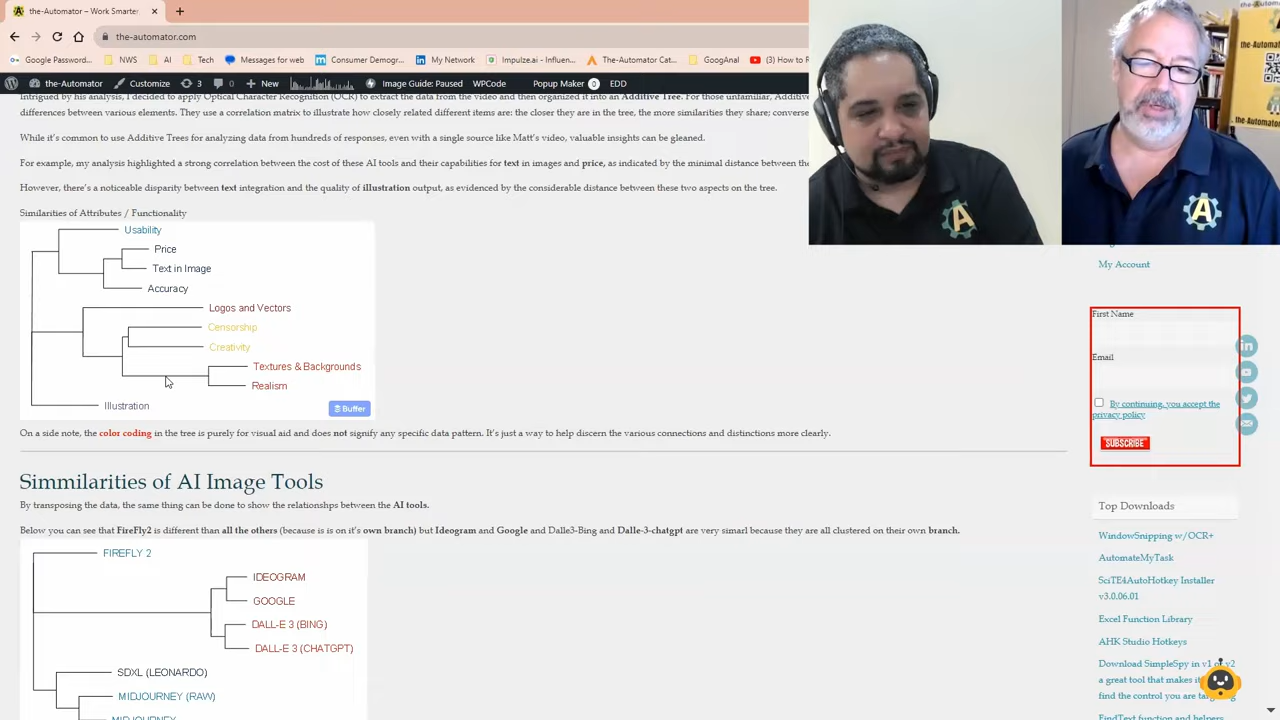 the-Automator – Work Smarter
the-automator.com
Google Password
NWS
AI
Tech
Messages for web
Consumer Demog...
My Network
Impulze.ai - Influen...
The-Automator Cat...
GoogAnal
(3) How to R
the-Automator
Customize
3
0
New
Image Guide: Paused
WPCode
Popup Maker 0
EDD
Intrigued by his analysis, I decided to apply Optical Character Recognition (OCR) to extract the data from the video and then organized it into an Additive Tree. For those unfamiliar, Additive
differences between various elements. They use a correlation matrix to illustrate how closely related different items are: the closer they are in the tree, the more similarities they share; converse
While it's common to use Additive Trees for analyzing data from hundreds of responses, even with a single source like Matt's video, valuable insights can be gleaned.
For example, my analysis highlighted a strong correlation between the cost of these AI tools and their capabilities for text in images and price, as indicated by the minimal distance between the
However, there's a noticeable disparity between text integration and the quality of illustration output, as evidenced by the considerable distance between these two aspects on the tree.
Similarities of Attributes / Functionality
Usability
Price
Text in Image
Accuracy
Logos and Vectors
Censorship
Creativity
Textures & Backgrounds
Realism
Illustration
Buffer
On a side note, the color coding in the tree is purely for visual aid and does not signify any specific data pattern. It's just a way to help discern the various connections and distinctions more clearly.
Simmilarities of AI Image Tools
By transposing the data, the same thing can be done to show the relationshps between the AI tools.
Below you can see that FireFly2 is different than all the others (because is is on it's own branch) but Ideogram and Google and Dalle3-Bing and Dalle-3-chatgpt are very simarl because they are all clustered on their own branch.
FIREFLY 2
IDEOGRAM
GOOGLE
DALL-E 3 (BING)
DALL-E 3 (CHATGPT)
SDXL (LEONARDO)
MIDJOURNEY (RAW)
MIDJOURNEY
My Account
First Name
Email
By continuing, you accept the
privacy policy
SUBSCRIBE
Top Downloads
WindowSnipping w/OCR+
AutomateMyTask
SciTE4AutoHotkey Installer
v3.0.06.01
Excel Function Library
AHK Studio Hotkeys
Download SimpleSpy in v1 or v2
a great tool that makes it
find the control you are
FindText function and helpers
A
A
the-Automator